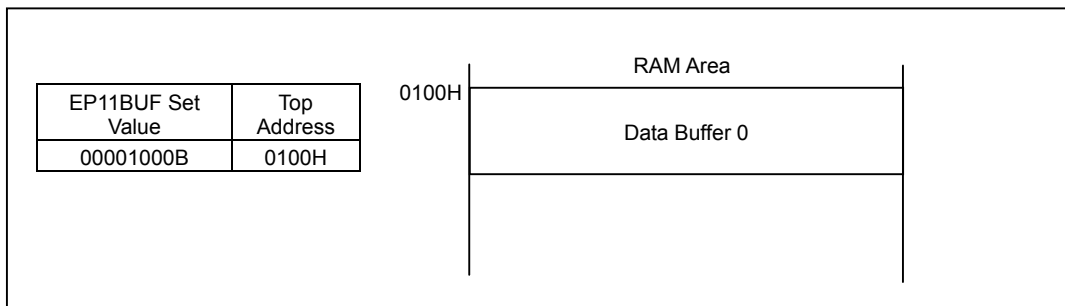 EP11BUF Set
Value
Top
Address
00001000B
0100H
RAM Area
0100H
Data Buffer 0